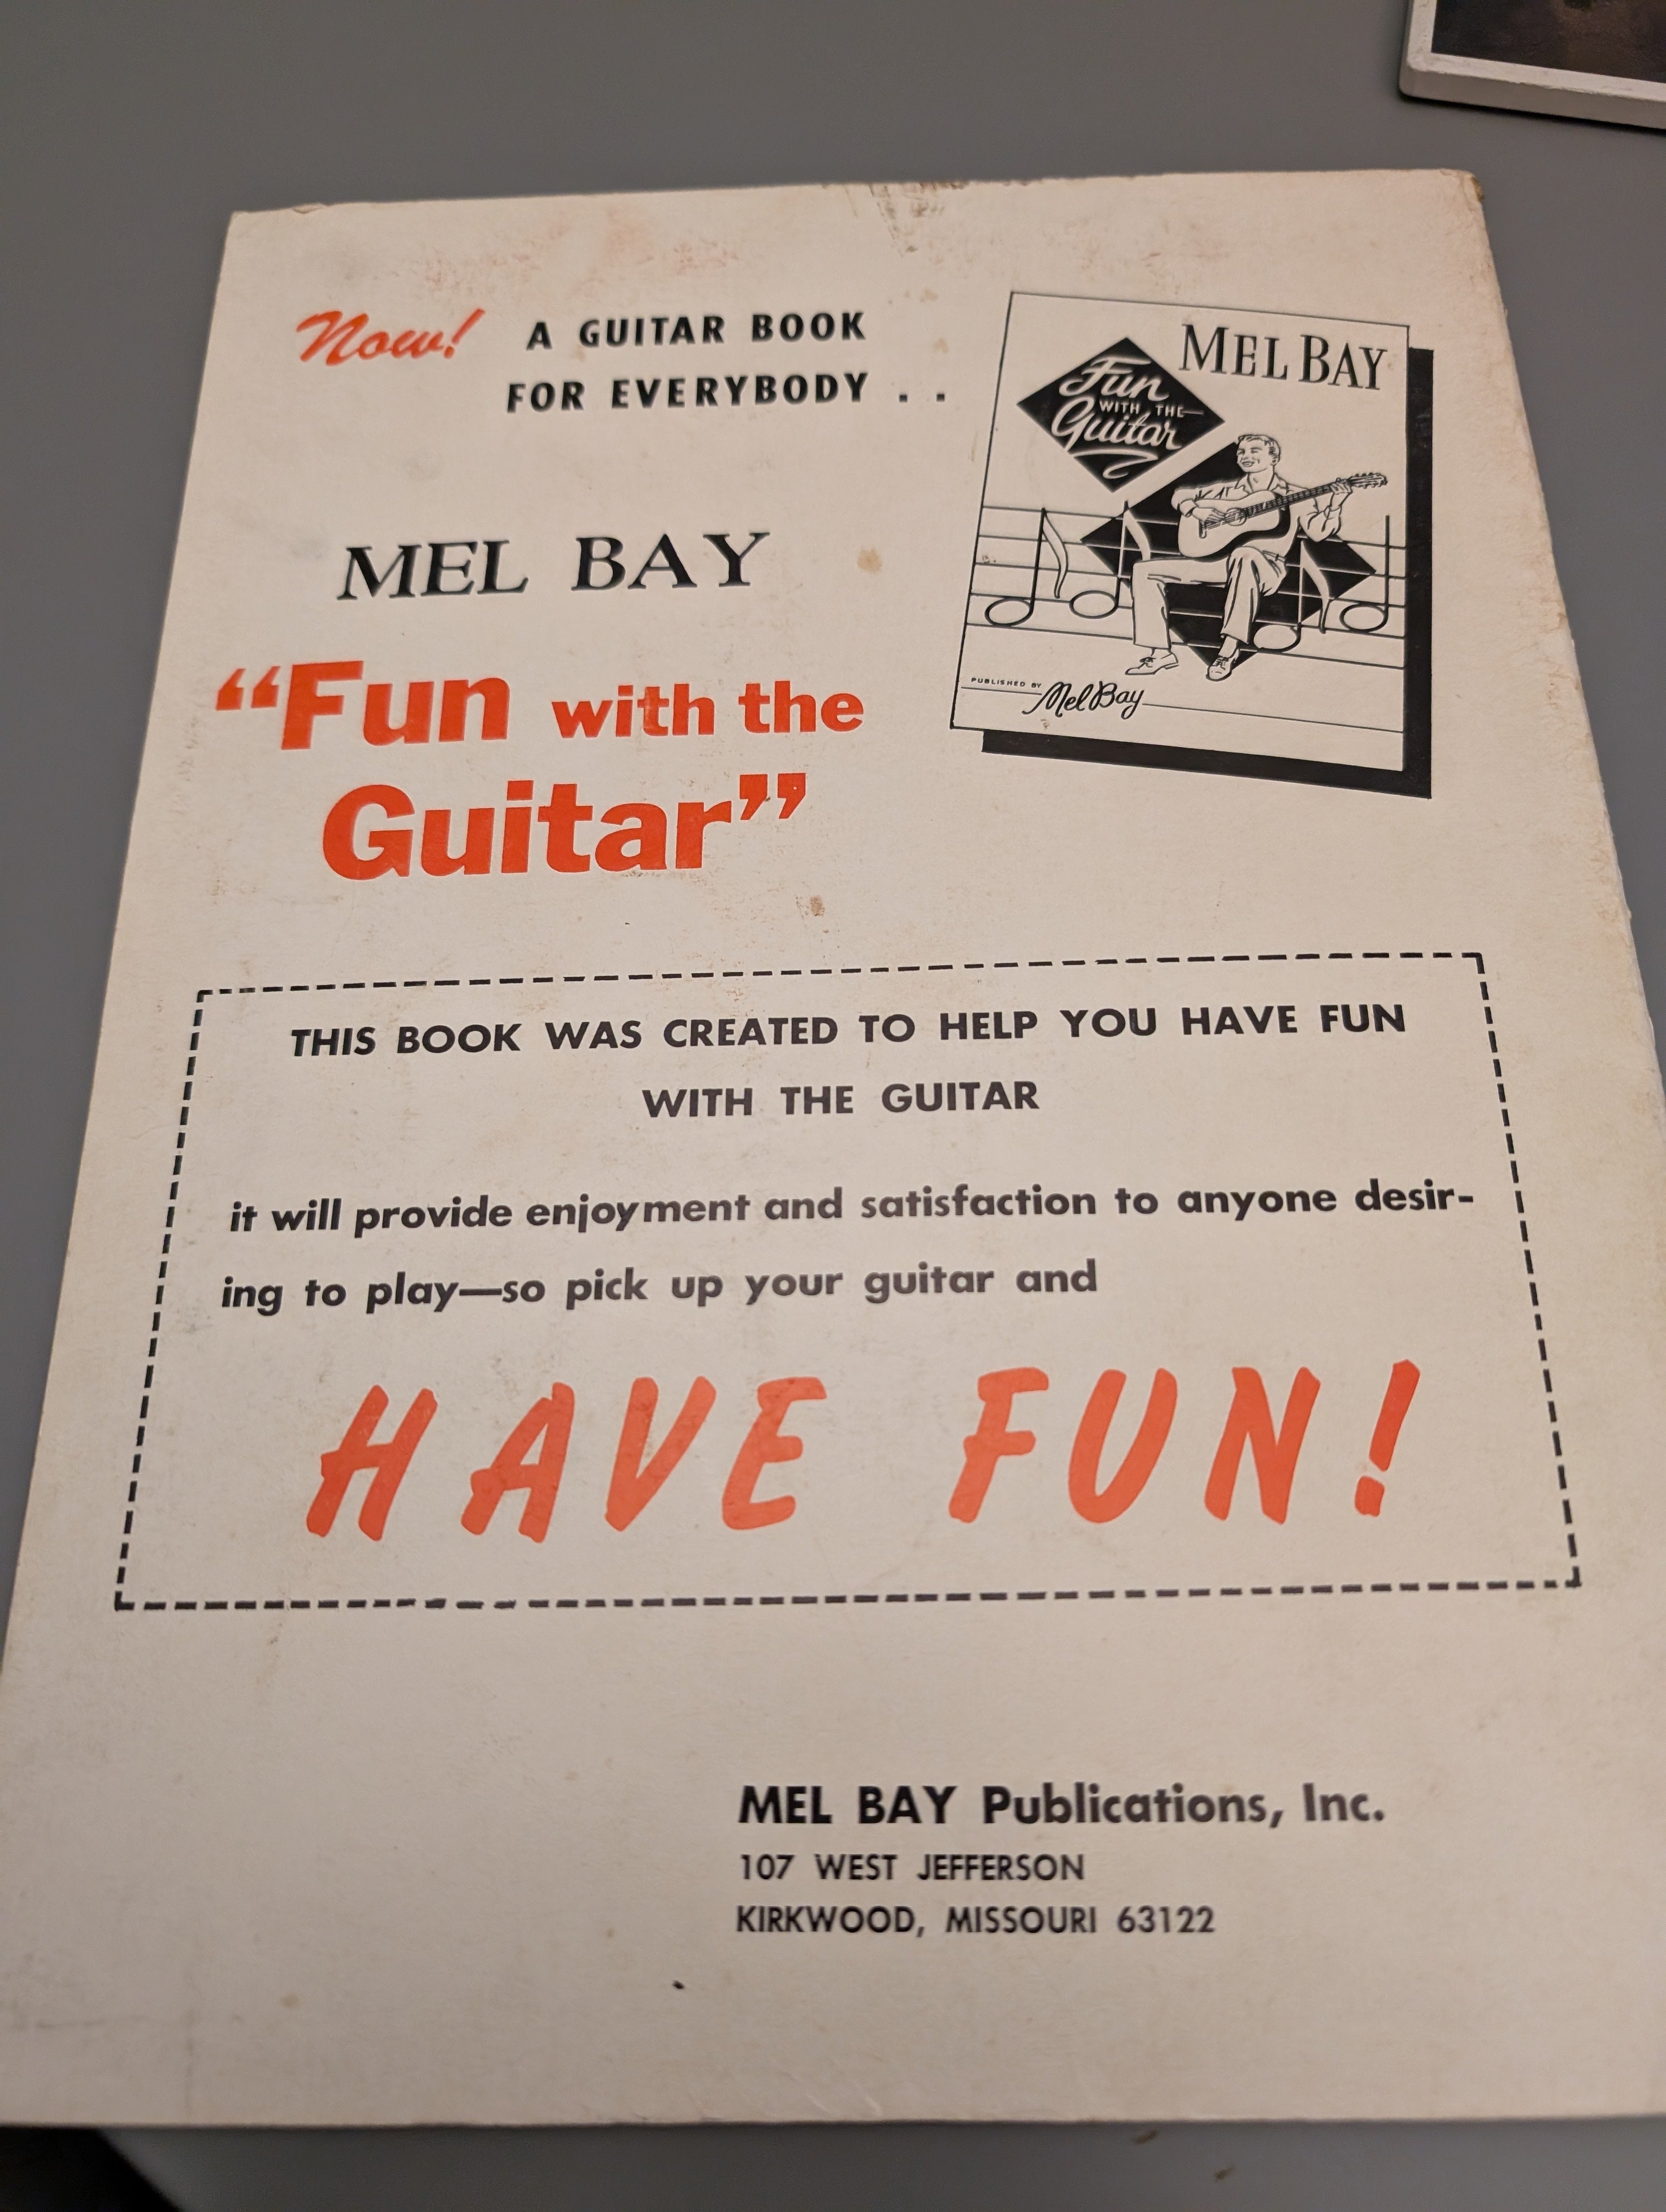 Now! A GUITAR BOOK
FOR EVERYBODY . .
MEL BAY
Fun
WITH THE
Guitar
PUBLISHED BY Mel Bay
MEL BAY
“Fun with the
Guitar”
THIS BOOK WAS CREATED TO HELP YOU HAVE FUN
WITH THE GUITAR
it will provide enjoyment and satisfaction to anyone desir-
ing to play—so pick up your guitar and
HAVE FUN!
MEL BAY Publications, Inc.
107 WEST JEFFERSON
KIRKWOOD, MISSOURI 63122